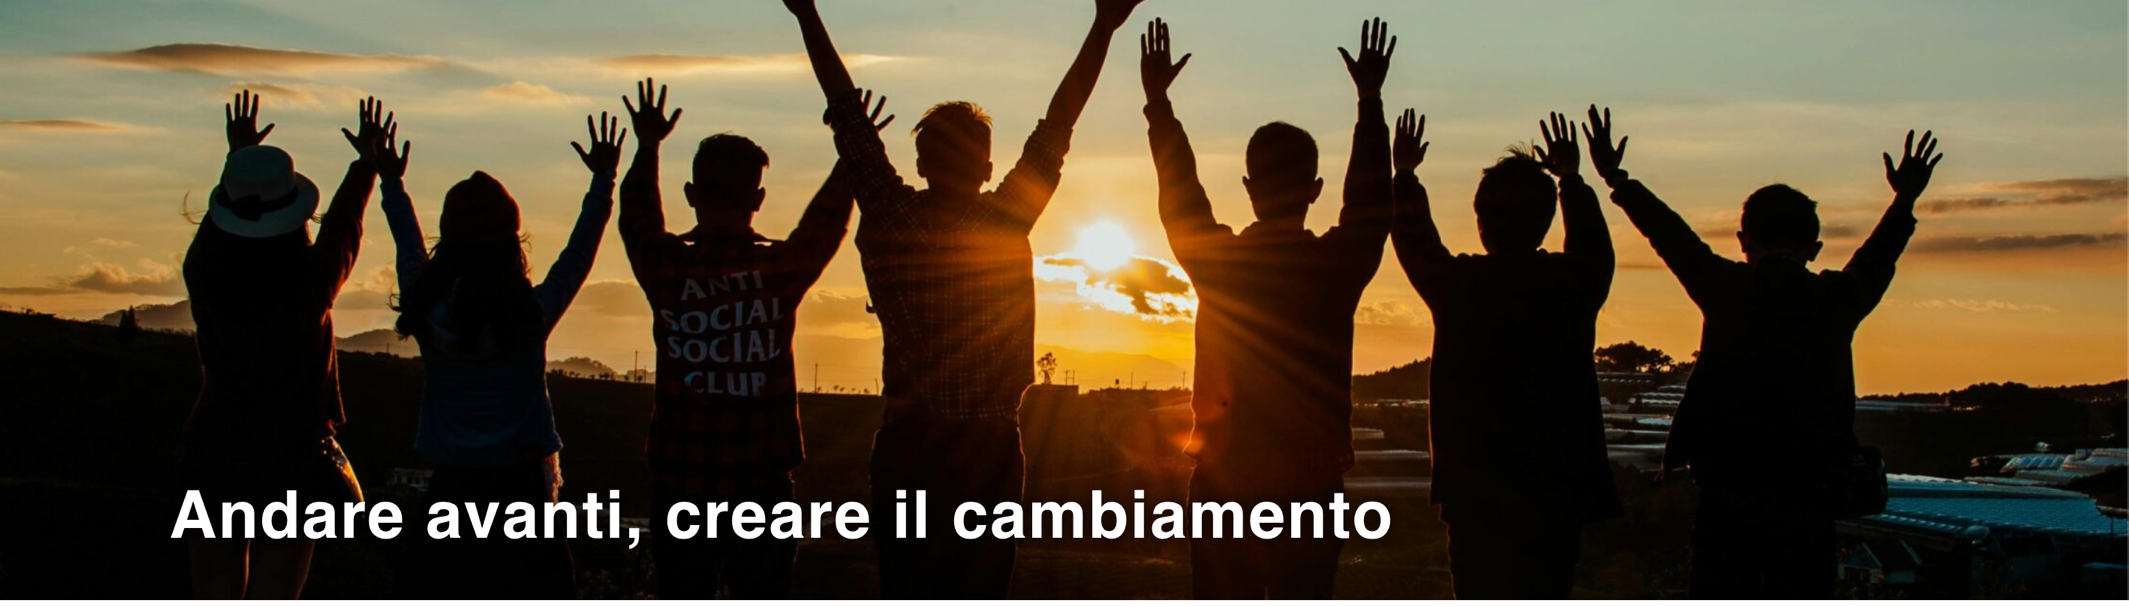 ANTI
SOCIAL
SOCIAL
CLUB
Andare avanti, creare il cambiamento